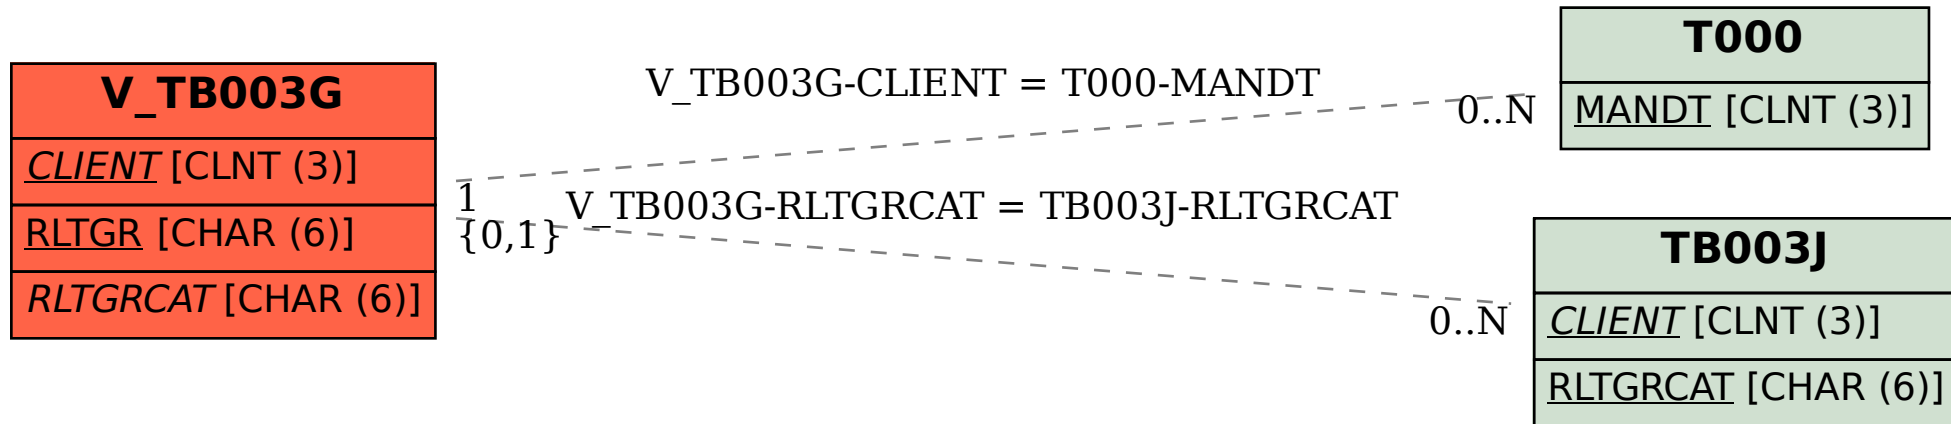 V_TB003G
CLIENT [CLNT (3)]
RLTGR [CHAR (6)]
RLTGRCAT [CHAR (6)]
V_TB003G-CLIENT = T000-MANDT
0..N
1
V_TB003G-RLTGRCAT = TB003J-RLTGRCAT
{0,1}
0..N
T000
MANDT [CLNT (3)]
TB003J
CLIENT [CLNT (3)]
RLTGRCAT [CHAR (6)]